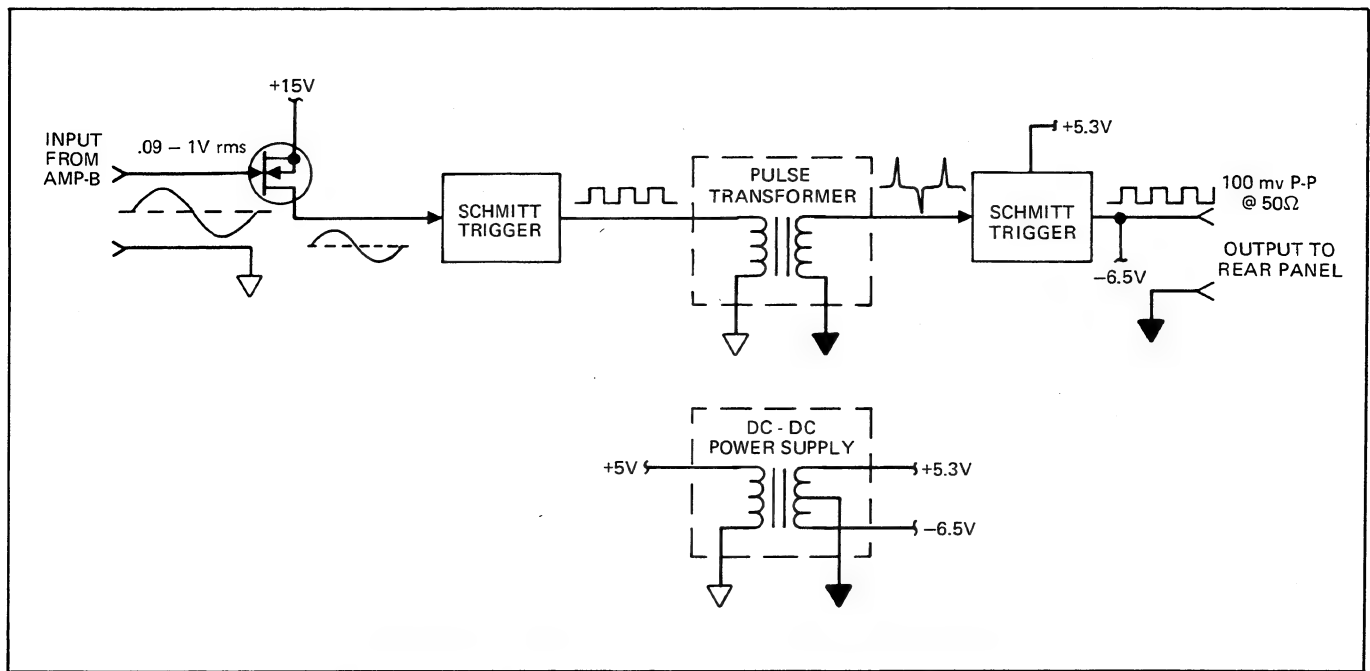 +15V
INPUT
FROM
AMP-B
.09 – 1V rms
SCHMITT
TRIGGER
PULSE
TRANSFORMER
+5.3V
SCHMITT
TRIGGER
100 mv P-P
@ 50Ω
–6.5V
OUTPUT TO
REAR PANEL
DC - DC
POWER SUPPLY
+5V
+5.3V
–6.5V